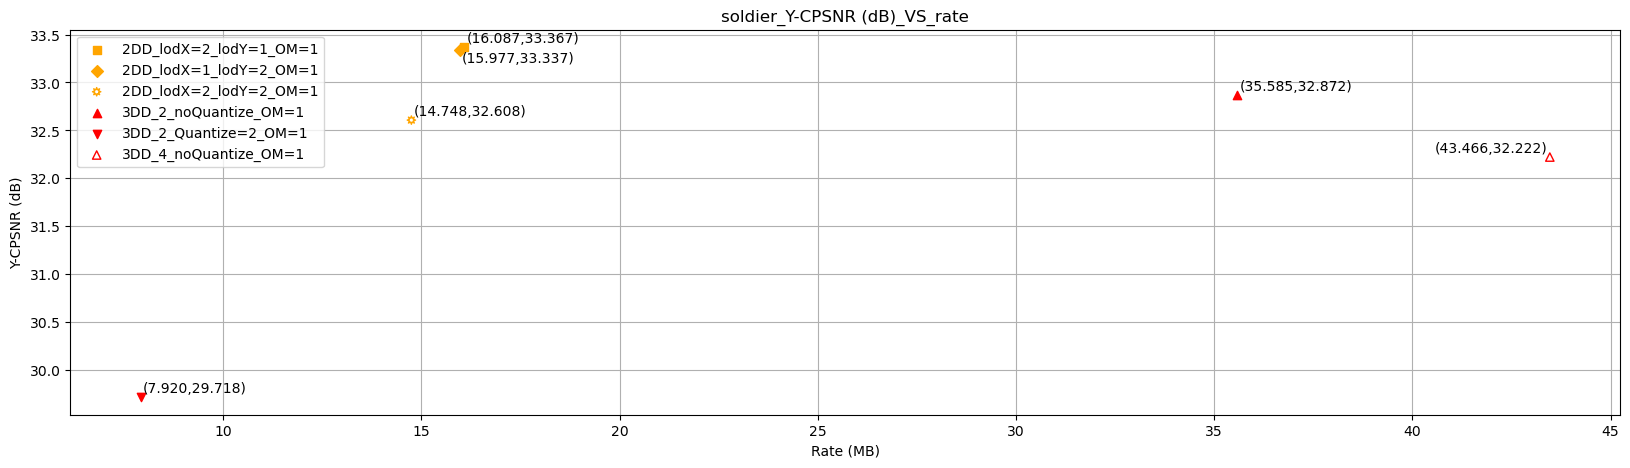 soldier_Y-CPSNR (dB)_VS_rate
33.5
33.0
32.5
32.0
31.5
31.0
30.5
30.0
Y-CPSNR (dB)
2DD_lodX=2_lodY=1_OM=1
2DD_lodX=1_lodY=2_OM=1
2DD_lodX=2_lodY=2_OM=1
3DD_2_noQuantize_OM=1
3DD_2_Quantize=2_OM=1
3DD_4_noQuantize_OM=1
(16.087,33.367)
(15.977,33.337)
(14.748,32.608)
(35.585,32.872)
(43.466,32.222)
(7.920,29.718)
10
15
20
25
30
35
40
45
Rate (MB)